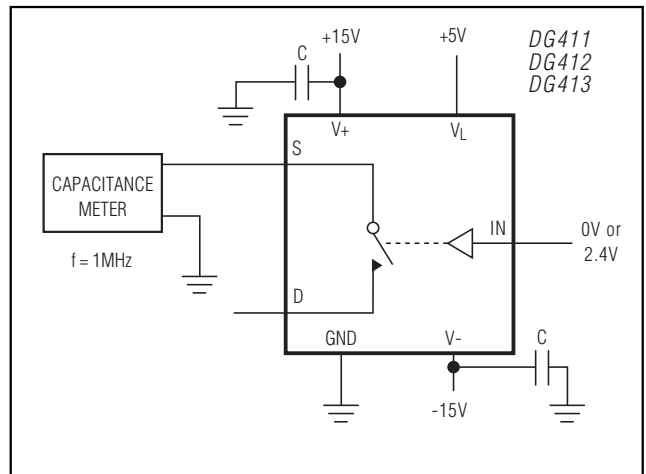 +15V
+5V
DG411
DG412
DG413
C
V+
VL
S
CAPACITANCE
METER
IN
0V or
2.4V
f = 1MHz
D
GND
V-
C
-15V